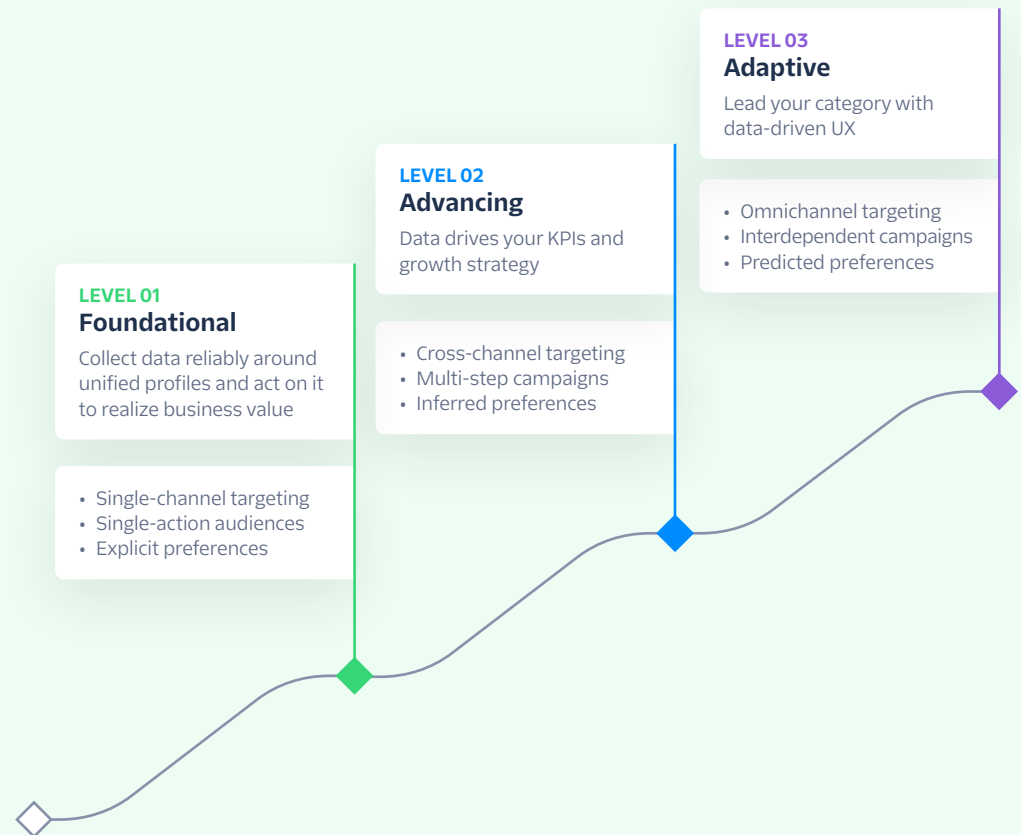 LEVEL 01
Foundational
Collect data reliably around
unified profiles and act on it
to realize business value
• Single-channel targeting
• Single-action audiences
• Explicit preferences
LEVEL 02
Advancing
Data drives your KPIs and
growth strategy
• Cross-channel targeting
• Multi-step campaigns
• Inferred preferences
LEVEL 03
Adaptive
Lead your category with
data-driven UX
• Omnichannel targeting
• Interdependent campaigns
• Predicted preferences